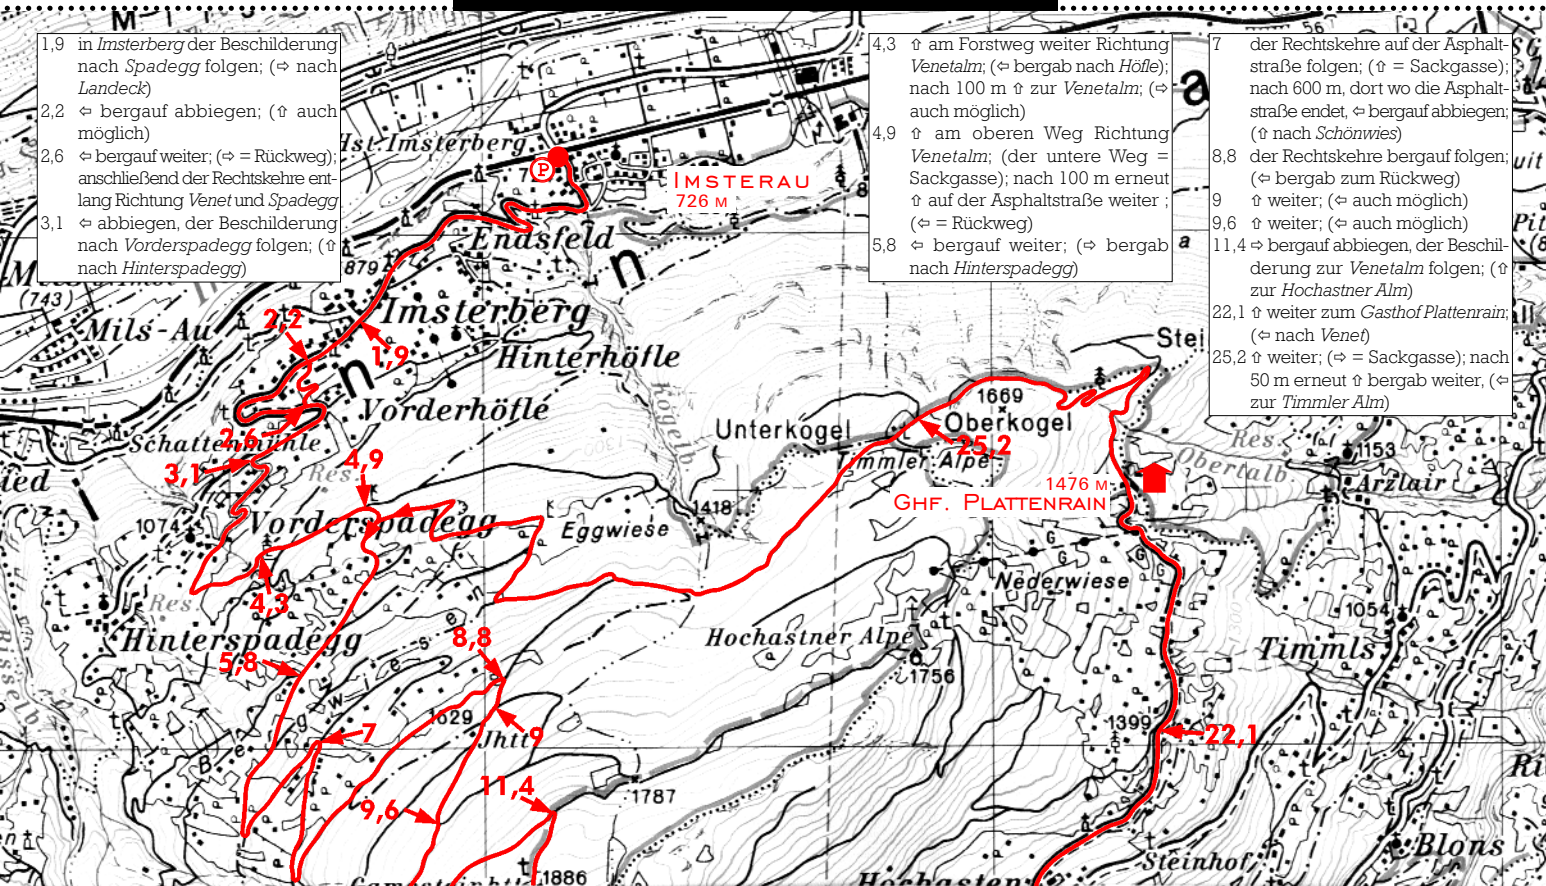 1,9 in Imsterberg der Beschilderung
nach Spadegg folgen; (⇨ nach
Landeck)
2,2 ⇦ bergauf abbiegen; (⇧ auch
möglich)
2,6 ⇦ bergauf weiter; (⇨ = Rückweg);
anschließend der Rechtskehre ent-
lang Richtung Venet und Spadegg
3,1 ⇦ abbiegen, der Beschilderung
nach Vorderspadegg folgen; (⇧
nach Hinterspadegg)
4,3 ⇧ am Forstweg weiter Richtung
Venetalm; (⇦ bergab nach Höfle);
nach 100 m ⇧ zur Venetalm; (⇨
auch möglich)
4,9 ⇧ am oberen Weg Richtung
Venetalm; (der untere Weg =
Sackgasse); nach 100 m erneut
⇧ auf der Asphaltstraße weiter ;
(⇦ = Rückweg)
5,8 ⇦ bergauf weiter; (⇨ bergab
nach Hinterspadegg)
7 der Rechtskehre auf der Asphalt-
straße folgen; (⇧ = Sackgasse);
nach 600 m, dort wo die Asphalt-
straße endet, ⇦ bergauf abbiegen;
(⇧ nach Schönwies)
8,8 der Rechtskehre bergauf folgen;
(⇦ bergab zum Rückweg)
9 ⇧ weiter; (⇦ auch möglich)
9,6 ⇧ weiter; (⇦ auch möglich)
11,4 ⇨ bergauf abbiegen, der Beschil-
derung zur Venetalm folgen; (⇧
zur Hochastner Alm)
22,1 ⇧ weiter zum Gasthof Plattenrain;
(⇦ nach Venet)
25,2 ⇧ weiter; (⇨ = Sackgasse); nach
50 m erneut ⇧ bergab weiter, (⇦
zur Timmler Alm)
Hst. Imsterberg
P
IMSTERAU
726 M
Endsfeld
879
n
a
(743)
Mils-Au
Imsterberg
2,2
1,9
Hinterhöfle
n
Vorderhöfle
Stei
1669
Oberkogel
Unterkogel
25,2
Timmler Alpe
Schattenmühle
2,6
3,1
4,9
Res.
Res.
Obertalb
1153
Arzlair
1476 M
GHF. PLATTENRAIN
ied
1074
Vorderspadegg
Eggwiese
1418
Kogelb
Nederwiese
4,3
Res.
Hinterspadegg
5,8
8,8
Hochastner Alpe
1756
1054
Timmls
1300
Bergwiese
1629
Jhtt
9
7
1399
22,1
11,4
9,6
1787
1886
Steinhof
Blons
Hochasten
Risselb